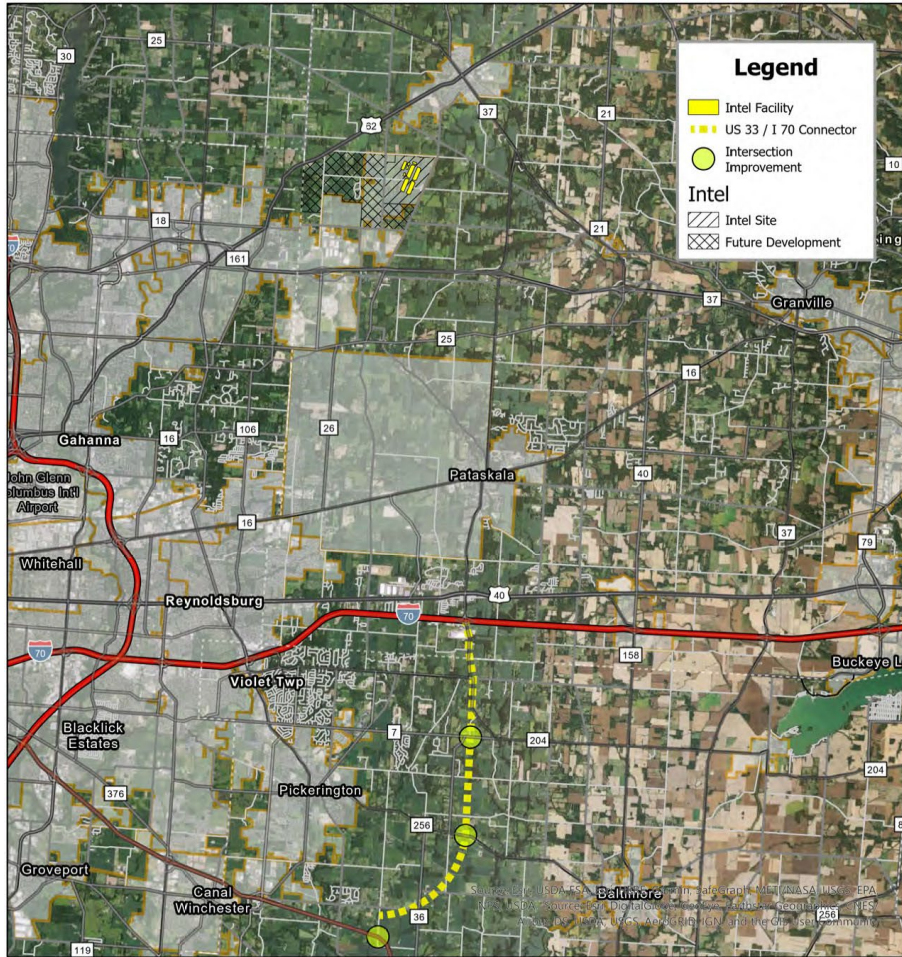 Legend
Intel Facility
US 33 / I 70 Connector
Intersection
Improvement
Intel
Intel Site
Future Development
25
30
62
37
21
10
18
21
161
37
Granville
25
16
Gahanna
16
106
26
John Glenn
Columbus Int'l
Airport
Pataskala
40
16
37
79
Whitehall
40
Reynoldsburg
70
70
158
Violet Twp
Buckeye L
Blacklick
Estates
7
204
204
376
Pickerington
256
Groveport
Canal
Winchester
36
Baltimore
256
119